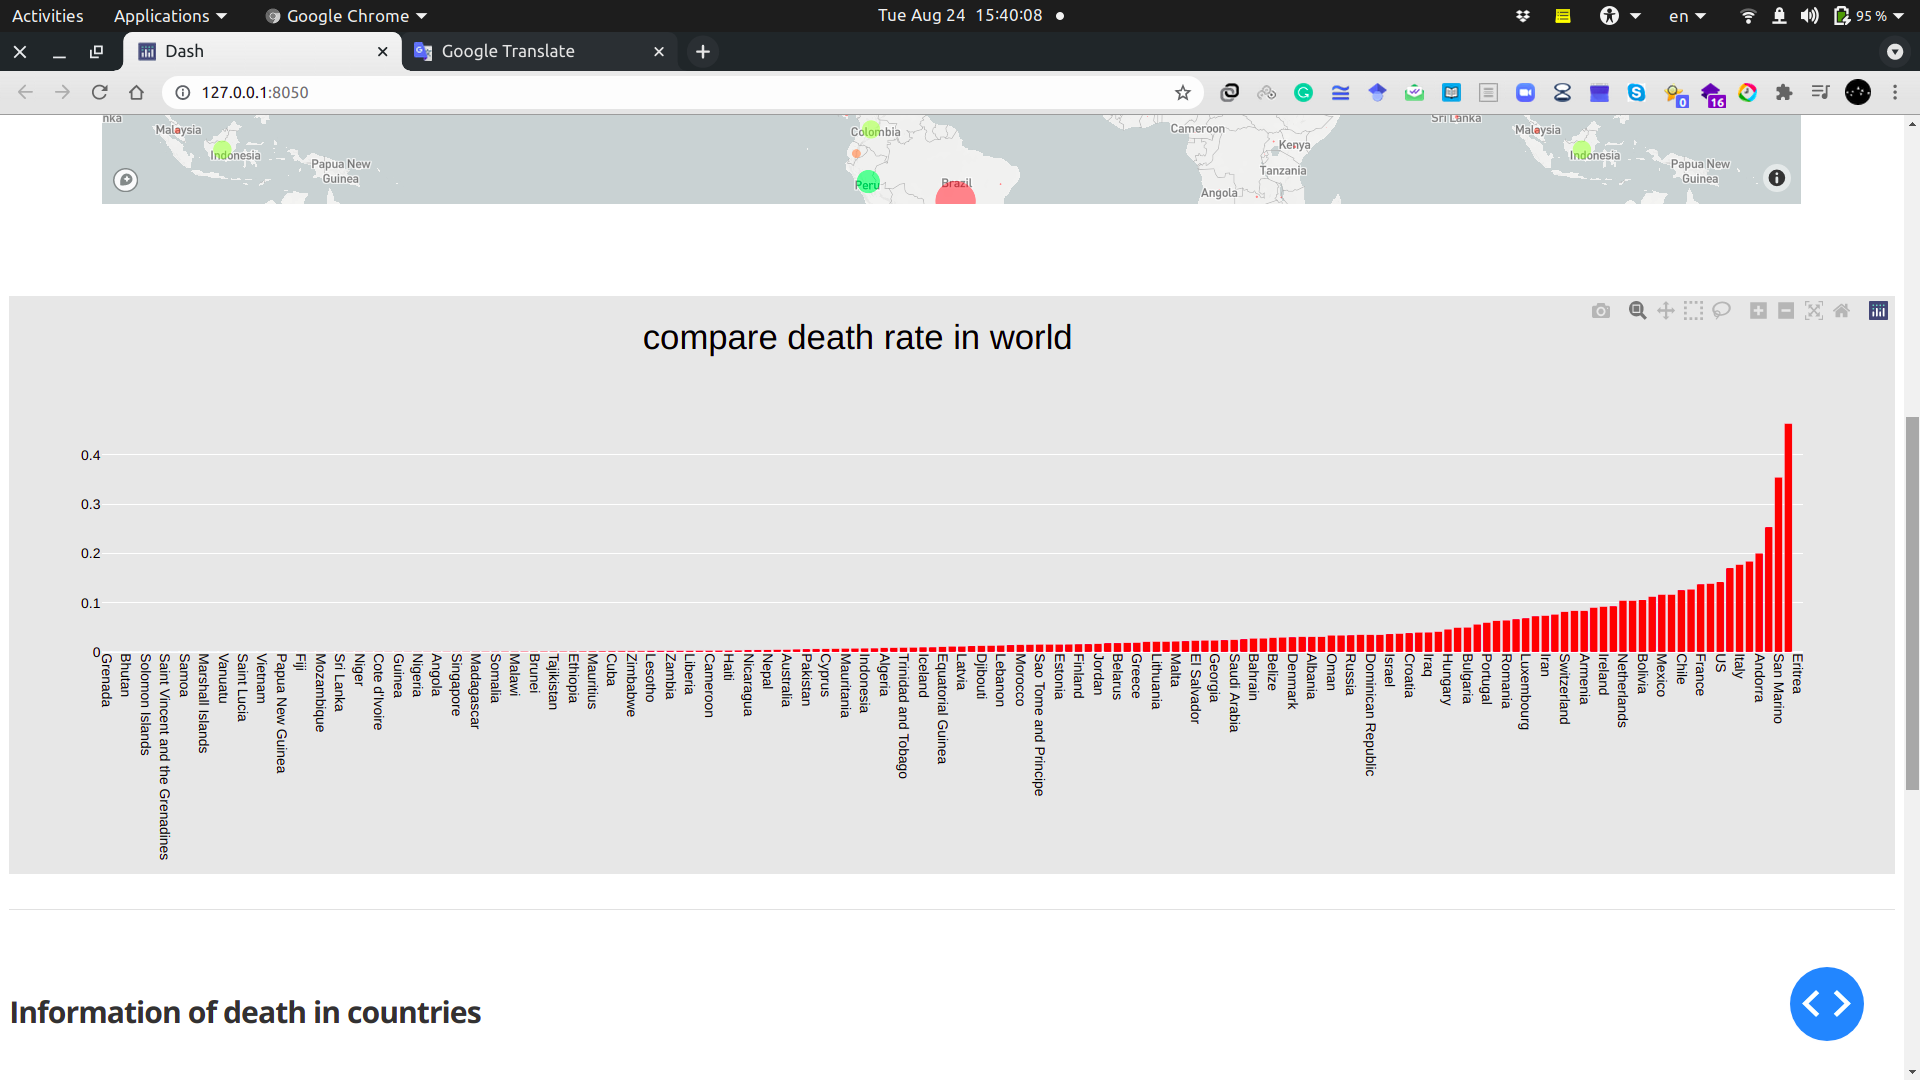 Activities Applications Google Chrome Tue Aug 24 15:40:08 en 95 %
Dash Google Translate
127.0.0.1:8050 0 16
nka Malaysia Indonesia Papua New Guinea Colombia Peru Brazil Cameroon Kenya Tanzania Angola Sri Lanka Malaysia Indonesia Papua New Guinea
compare death rate in world
0.4
0.3
0.2
0.1
0
Grenada
Bhutan
Solomon Islands
Saint Vincent and the Grenadines
Samoa
Marshall Islands
Vanuatu
Saint Lucia
Vietnam
Papua New Guinea
Fiji
Mozambique
Sri Lanka
Niger
Cote d'Ivoire
Guinea
Nigeria
Angola
Singapore
Madagascar
Somalia
Malawi
Brunei
Tajikistan
Ethiopia
Mauritius
Cuba
Zimbabwe
Lesotho
Zambia
Liberia
Cameroon
Haiti
Nicaragua
Nepal
Australia
Pakistan
Cyprus
Mauritania
Indonesia
Algeria
Trinidad and Tobago
Iceland
Equatorial Guinea
Latvia
Djibouti
Lebanon
Morocco
Sao Tome and Principe
Estonia
Finland
Jordan
Belarus
Greece
Lithuania
Malta
El Salvador
Georgia
Saudi Arabia
Bahrain
Belize
Denmark
Albania
Oman
Russia
Dominican Republic
Israel
Croatia
Iraq
Hungary
Bulgaria
Portugal
Romania
Luxembourg
Iran
Switzerland
Armenia
Ireland
Netherlands
Bolivia
Mexico
Chile
France
US
Italy
Andorra
San Marino
Eritrea
Information of death in countries